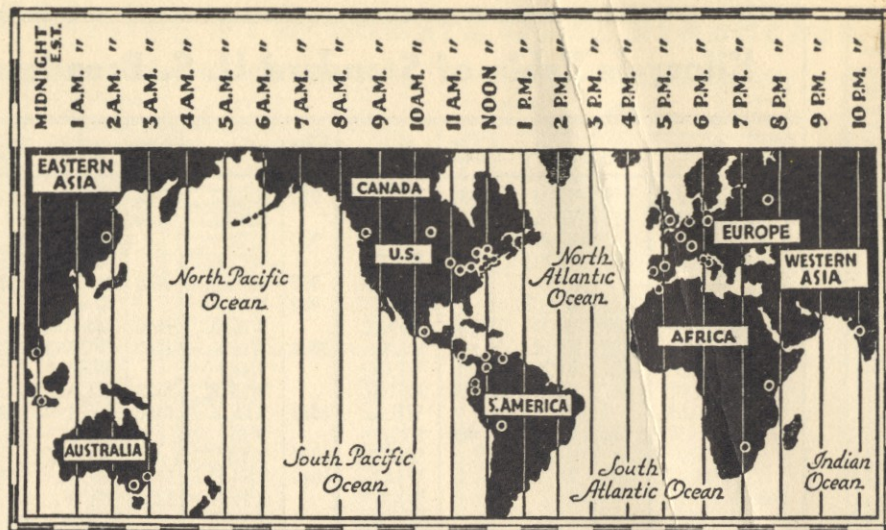 MIDNIGHT E.S.T.
1 A.M. "
2 A.M. "
3 A.M. "
4 A.M. "
5 A.M. "
6 A.M. "
7 A.M. "
8 A.M. "
9 A.M. "
10 A.M. "
11 A.M. "
NOON "
1 P.M. "
2 P.M. "
3 P.M. "
4 P.M. "
5 P.M. "
6 P.M. "
7 P.M. "
8 P.M. "
9 P.M. "
10 P.M. "
EASTERN
ASIA
CANADA
U.S.
EUROPE
WESTERN
ASIA
North Pacific
Ocean
North
Atlantic
Ocean
AFRICA
S. AMERICA
AUSTRALIA
South Pacific
Ocean
South
Atlantic Ocean
Indian
Ocean